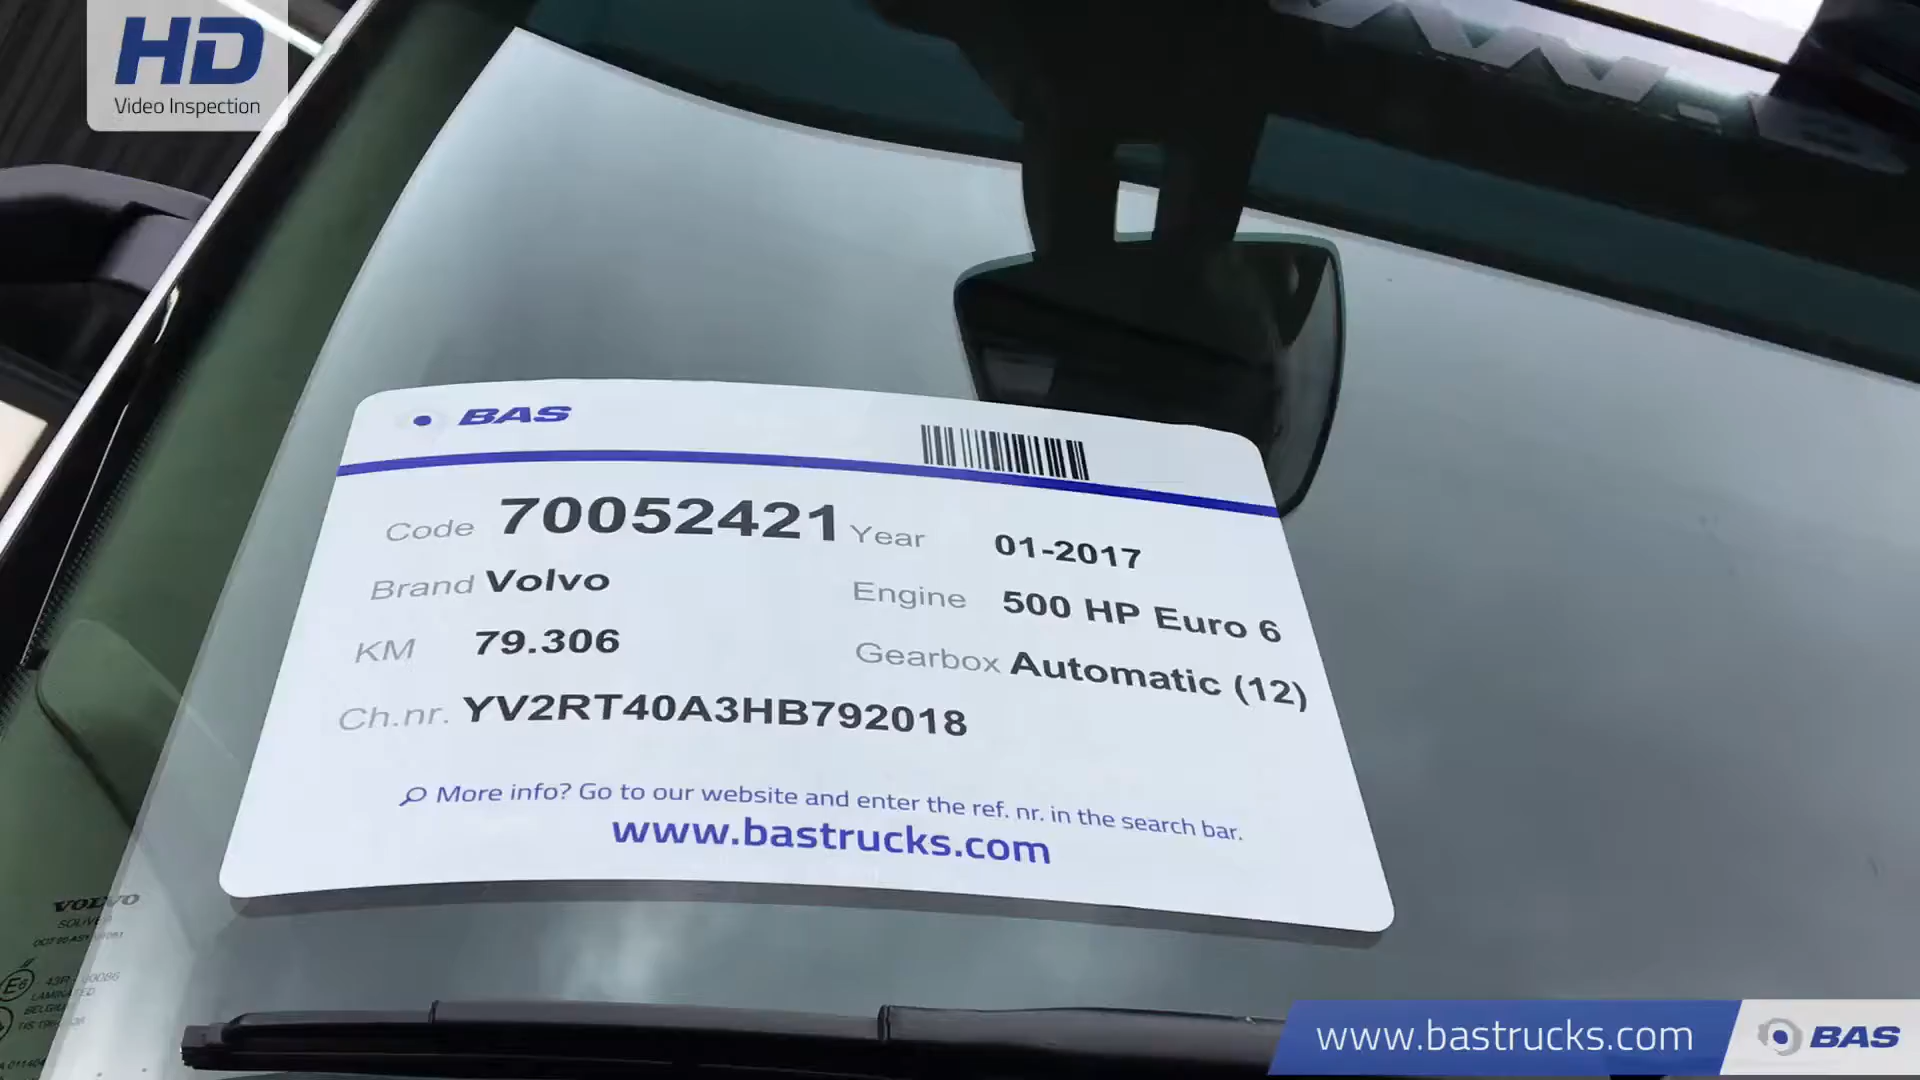 HD
Video Inspection
BAS
Code 70052421 Year 01-2017
Brand Volvo Engine 500 HP Euro 6
KM 79.306 Gearbox Automatic (12)
Ch.nr. YV2RT40A3HB792018
More info? Go to our website and enter the ref. nr. in the search bar.
www.bastrucks.com
VOLVO
E6
LAMINATED
www.bastrucks.com BAS